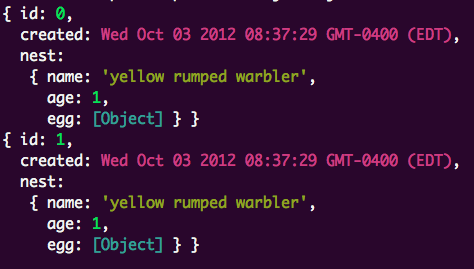 { id: 0,
  created: Wed Oct 03 2012 08:37:29 GMT-0400 (EDT),
  nest:
   { name: 'yellow rumped warbler',
     age: 1,
     egg: [Object] } }
{ id: 1,
  created: Wed Oct 03 2012 08:37:29 GMT-0400 (EDT),
  nest:
   { name: 'yellow rumped warbler',
     age: 1,
     egg: [Object] } }